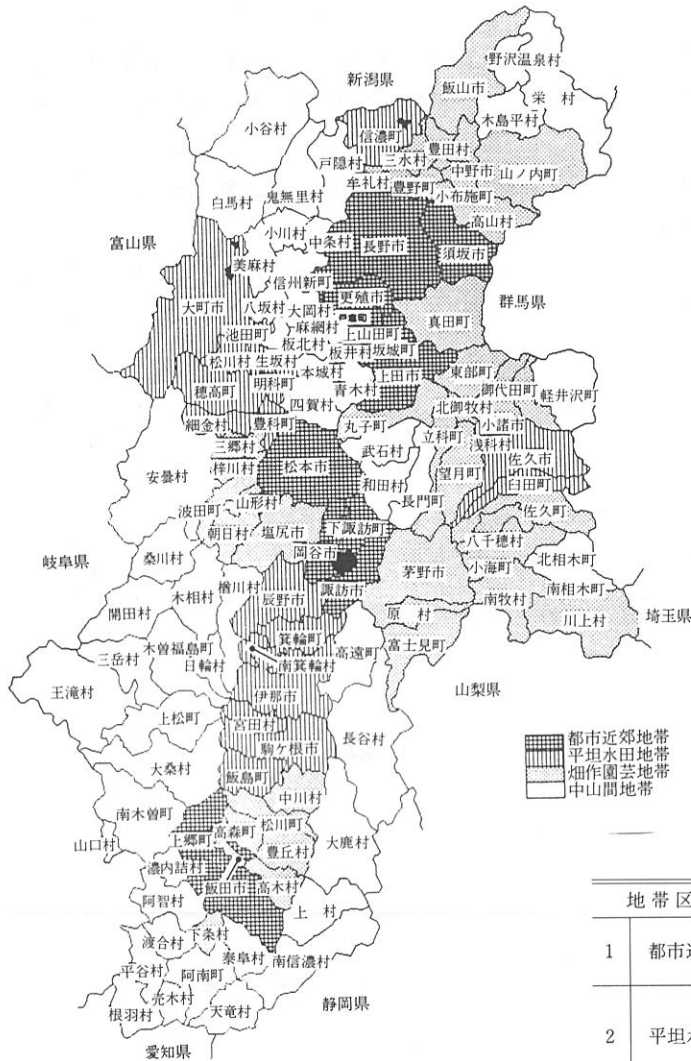 新潟県
野沢温泉村
飯山市
栄村
木島平村
小谷村
信濃町
豊田村
戸隠村
三水村
中野市
山ノ内町
牟礼村
豊野町
白馬村
鬼無里村
小布施町
高山村
小川村
中条村
長野市
須坂市
富山県
美麻村
信州新町
更殖市
群馬県
大町市
八坂村
大岡村
真田町
池田町
麻綱村
上山田町
坂北村
坂井村
坂城町
松川村
生坂村
東部町
本城村
上田市
穂高町
明科町
青木村
御代田町
軽井沢町
四賀村
北御牧村
細金村
豊科町
丸子町
小諸市
立科町
浅科村
三郷村
武石村
佐久市
安曇村
梓川村
松本市
望月町
和田村
臼田町
山形村
長門町
波田町
下諏訪町
佐久町
朝日村
塩尻市
八千穂村
岐阜県
岡谷市
北相木町
桑川村
茅野市
小海町
楢川村
辰野市
諏訪市
南相木町
木相村
南牧村
開田村
原村
川上村
埼玉県
箕輪町
木曽福島町
高遠町
富士見町
三岳村
日輪村
南箕輪村
王滝村
伊那市
山梨県
上松町
宮田村
長谷村
駒ケ根市
大桑村
飯島町
中川村
南木曽町
高森町
松川町
山口村
上郷町
大鹿村
豊丘村
濃内詰村
飯田市
高木村
阿智村
上村
下条村
渡合村
泰阜村
南信濃村
平谷村
阿南町
売木村
静岡県
根羽村
天竜村
愛知県
都市近郊地帯
平坦水田地帯
畑作園芸地帯
中山間地帯
地帯区
1 都市近
2 平坦水